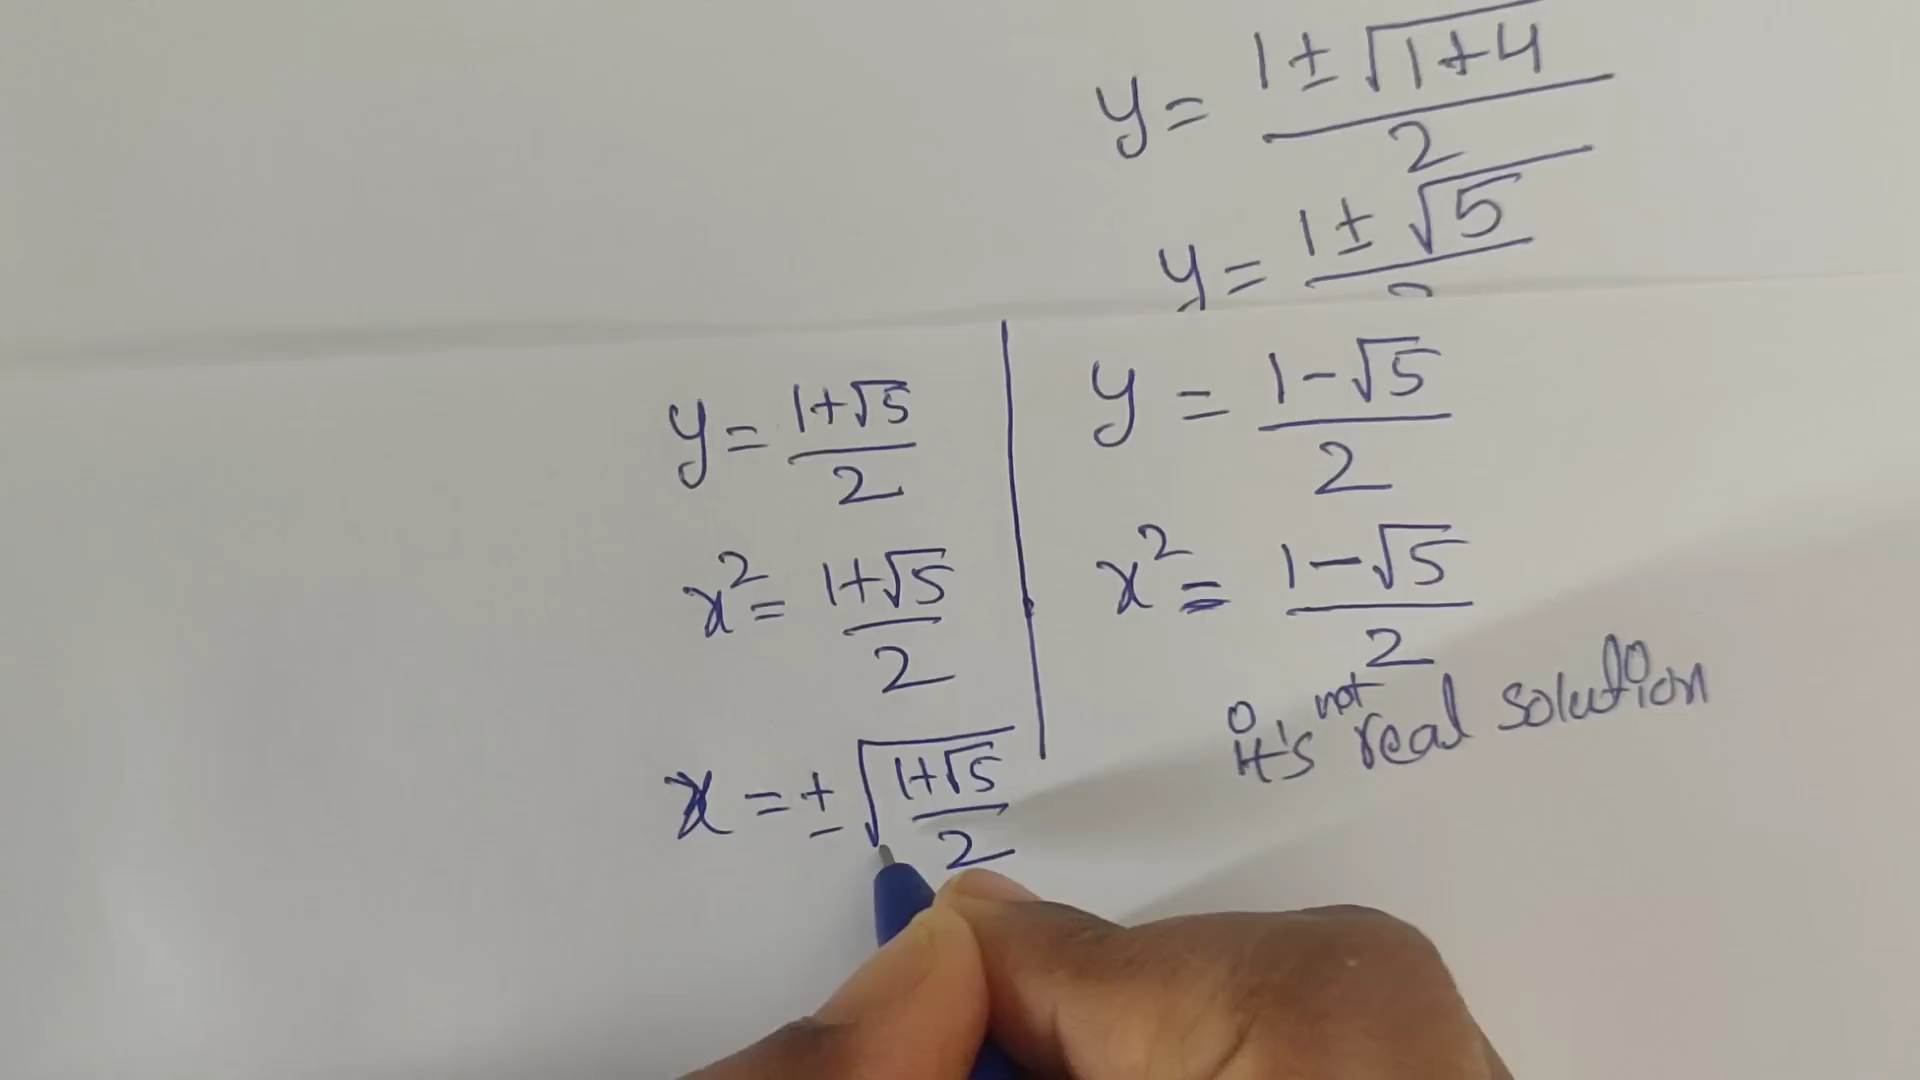 y = (1 ± √(1+4)) / 2
y = (1 ± √5) / 2
y = (1+√5) / 2
x² = (1+√5) / 2
x = ± √((1+√5) / 2)
y = (1-√5) / 2
x² = (1-√5) / 2
It's not real solution